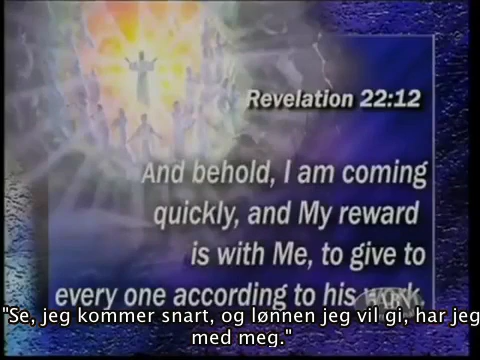 Revelation 22:12
And behold, I am coming
quickly, and My reward
is with Me, to give to
every one according to his work.
"Se, jeg kommer snart, og lønnen jeg vil gi, har jeg
med meg."